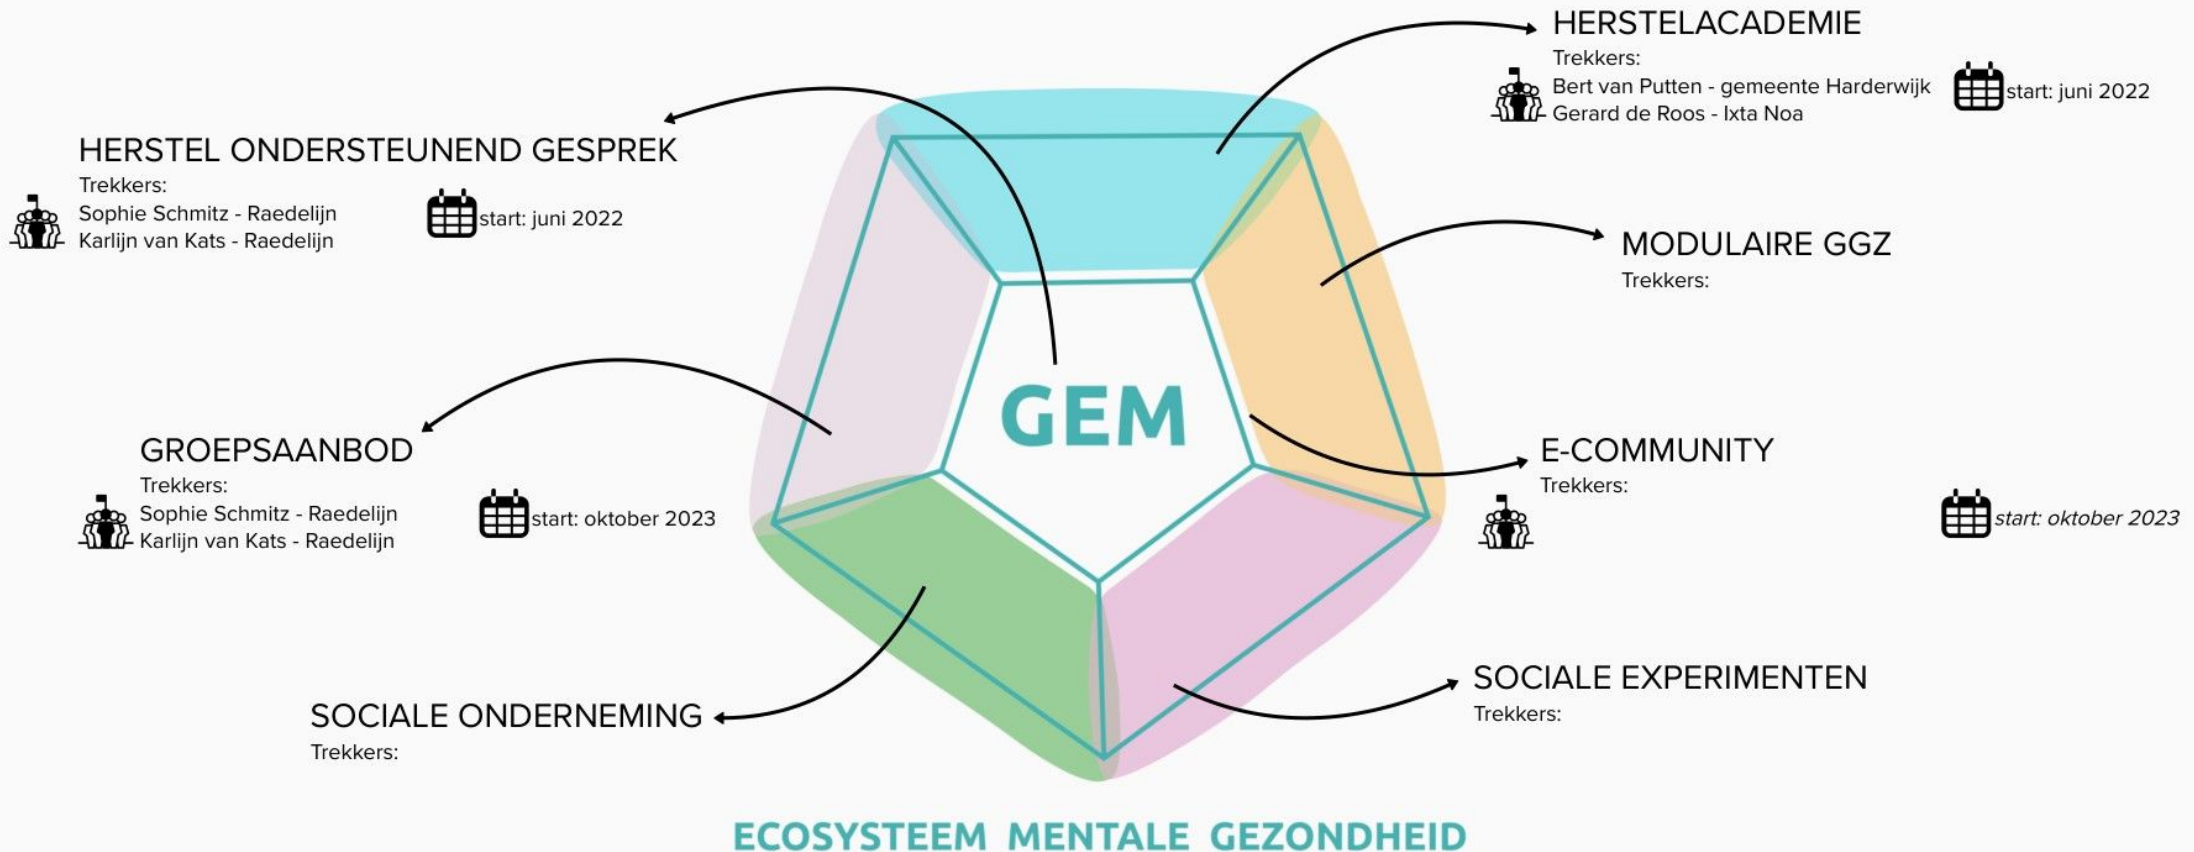 HERSTELACADEMIE
Trekkers:
Bert van Putten - gemeente Harderwijk
Gerard de Roos - Ixta Noa
start: juni 2022
HERSTEL ONDERSTEUNEND GESPREK
Trekkers:
Sophie Schmitz - Raedelijn
Karlijn van Kats - Raedelijn
start: juni 2022
MODULAIRE GGZ
Trekkers:
GEM
GROEPSAANBOD
Trekkers:
Sophie Schmitz - Raedelijn
Karlijn van Kats - Raedelijn
start: oktober 2023
E-COMMUNITY
Trekkers:
start: oktober 2023
SOCIALE ONDERNEMING
Trekkers:
SOCIALE EXPERIMENTEN
Trekkers:
ECOSYSTEEM MENTALE GEZONDHEID